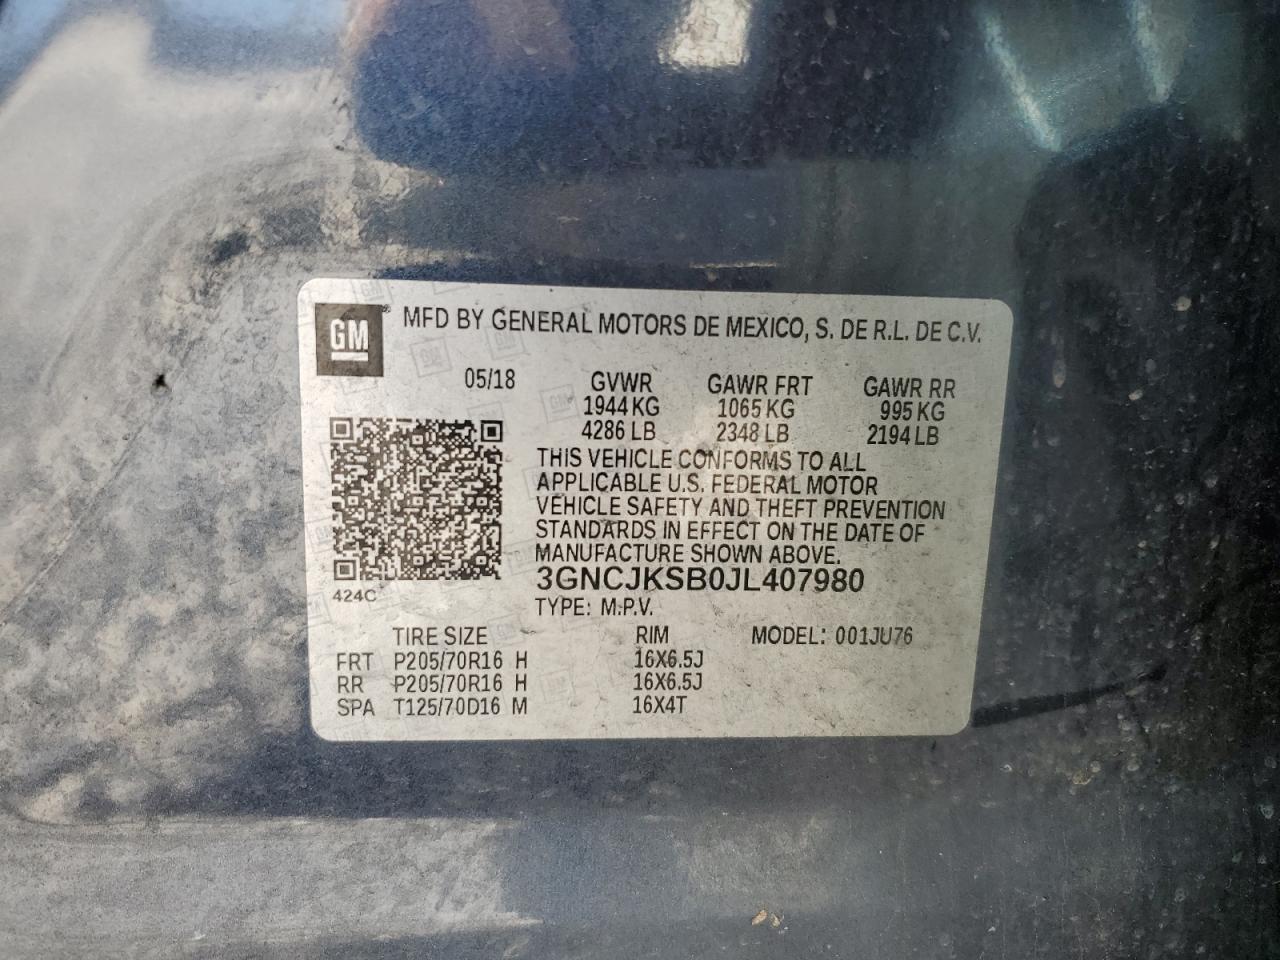 GM® MFD BY GENERAL MOTORS DE MEXICO, S. DE R.L. DE C.V.
05/18 GVWR GAWR FRT GAWR RR
1944 KG 1065 KG 995 KG
4286 LB 2348 LB 2194 LB
THIS VEHICLE CONFORMS TO ALL
APPLICABLE U.S. FEDERAL MOTOR
VEHICLE SAFETY AND THEFT PREVENTION
STANDARDS IN EFFECT ON THE DATE OF
MANUFACTURE SHOWN ABOVE.
3GNCJKSB0JL407980
424C
TYPE: M.P.V.
TIRE SIZE RIM MODEL: 001JU76
FRT P205/70R16 H 16X6.5J
RR P205/70R16 H 16X6.5J
SPA T125/70D16 M 16X4T